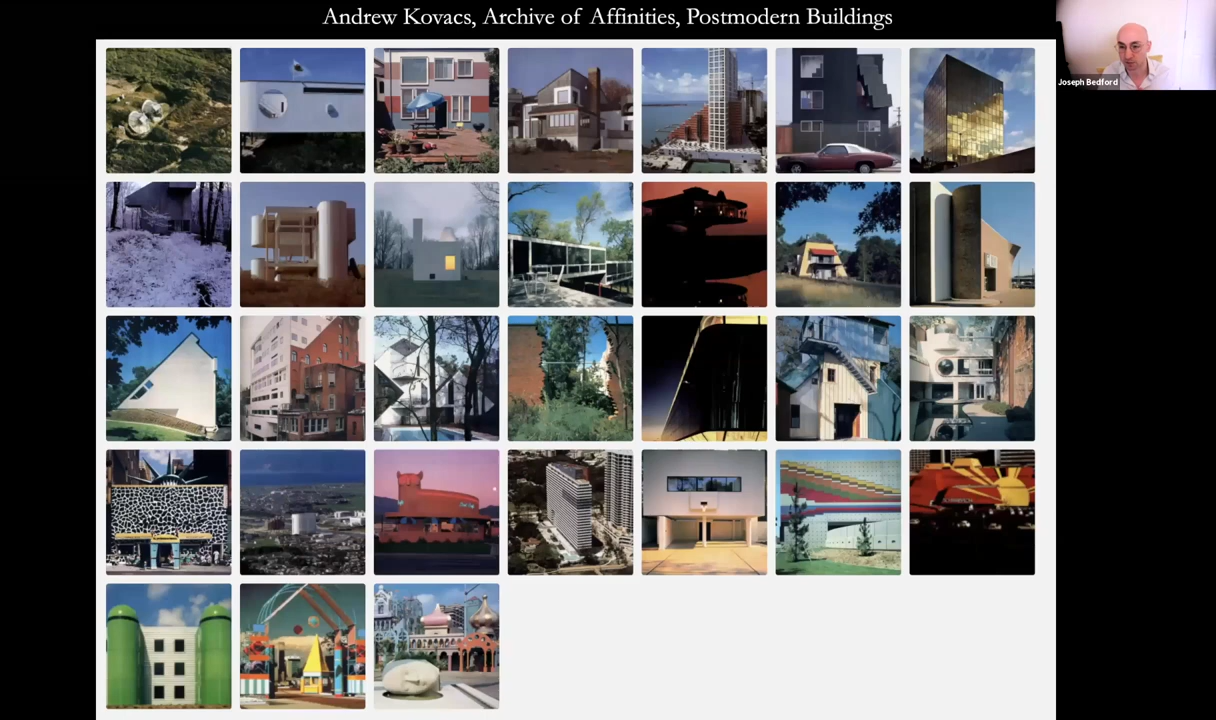 Andrew Kovacs, Archive of Affinities, Postmodern Buildings
Joseph Bedford